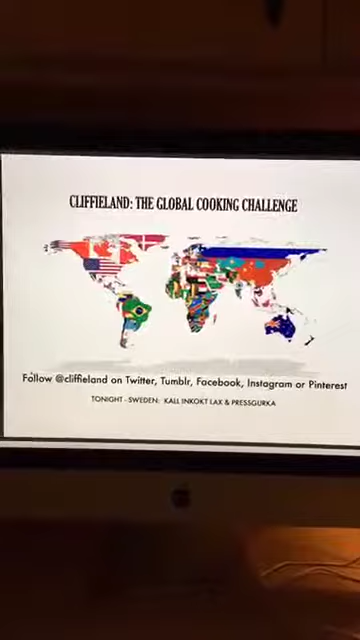 CLIFFIELAND: THE GLOBAL COOKING CHALLENGE
Follow @cliffieland on Twitter, Tumblr, Facebook, Instagram or Pinterest
TONIGHT - SWEDEN: KALL INKOKT LAX & PRESSGURKA